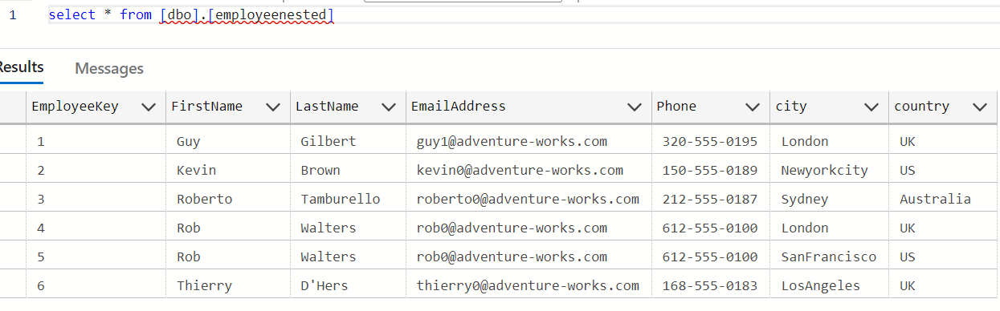 1 select * from [dbo].[employeenested]
Results Messages
EmployeeKey FirstName LastName EmailAddress Phone city country
1 Guy Gilbert guy1@adventure-works.com 320-555-0195 London UK
2 Kevin Brown kevin0@adventure-works.com 150-555-0189 Newyorkcity US
3 Roberto Tamburello roberto0@adventure-works.com 212-555-0187 Sydney Australia
4 Rob Walters rob0@adventure-works.com 612-555-0100 London UK
5 Rob Walters rob0@adventure-works.com 612-555-0100 SanFrancisco US
6 Thierry D'Hers thierry0@adventure-works.com 168-555-0183 LosAngeles UK